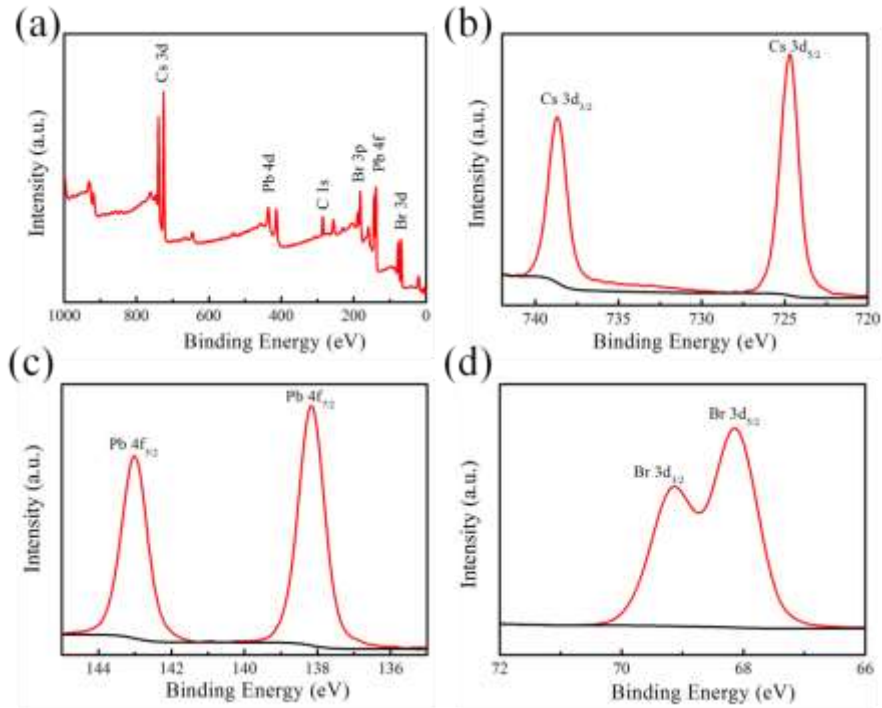 (a)
Cs 3d
Pb 4d
C 1s
Br 3p
Pb 4f
Br 3d
Intensity (a.u.)
1000 800 600 400 200 0
Binding Energy (eV)
(b)
Cs 3d5/2
Cs 3d3/2
Intensity (a.u.)
740 735 730 725 720
Binding Energy (eV)
(c)
Pb 4f7/2
Pb 4f5/2
Intensity (a.u.)
144 142 140 138 136
Binding Energy (eV)
(d)
Br 3d5/2
Br 3d3/2
Intensity (a.u.)
72 70 68 66
Binding Energy (eV)